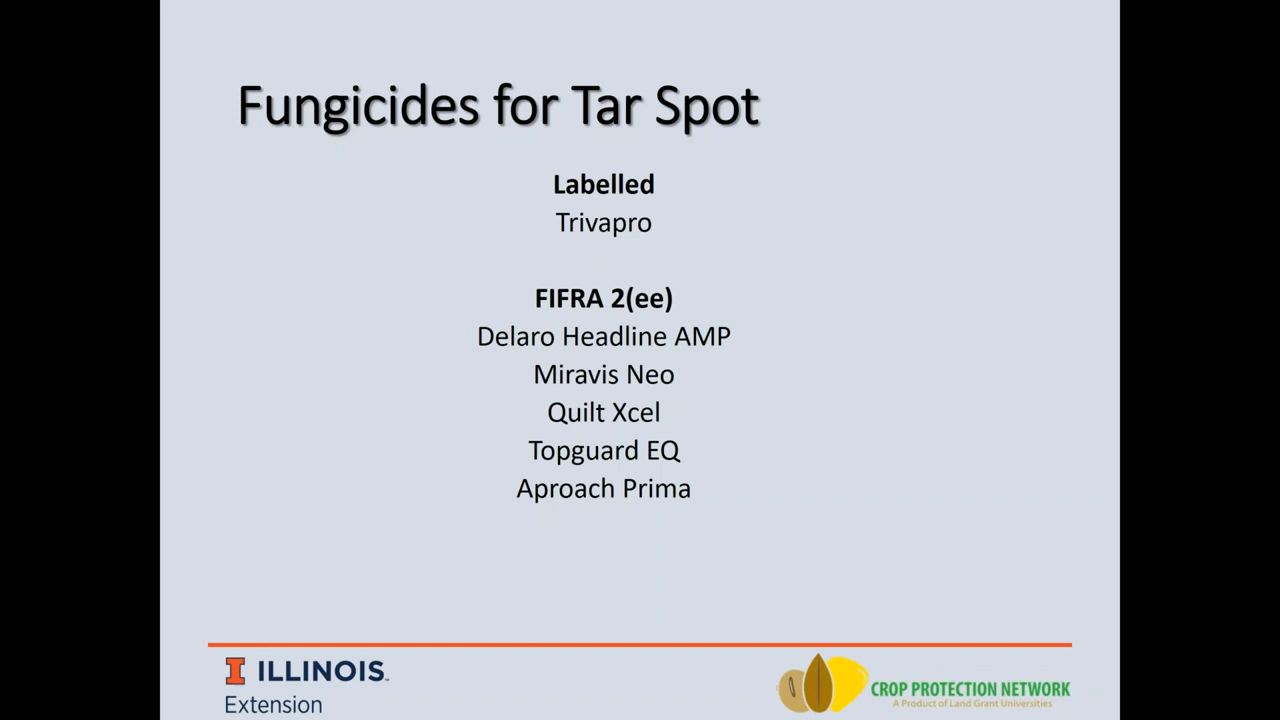 Fungicides for Tar Spot
Labelled
Trivapro
FIFRA 2(ee)
Delaro Headline AMP
Miravis Neo
Quilt Xcel
Topguard EQ
Aproach Prima
I ILLINOIS
Extension
CROP PROTECTION NETWORK
A Product of Land Grant Universities